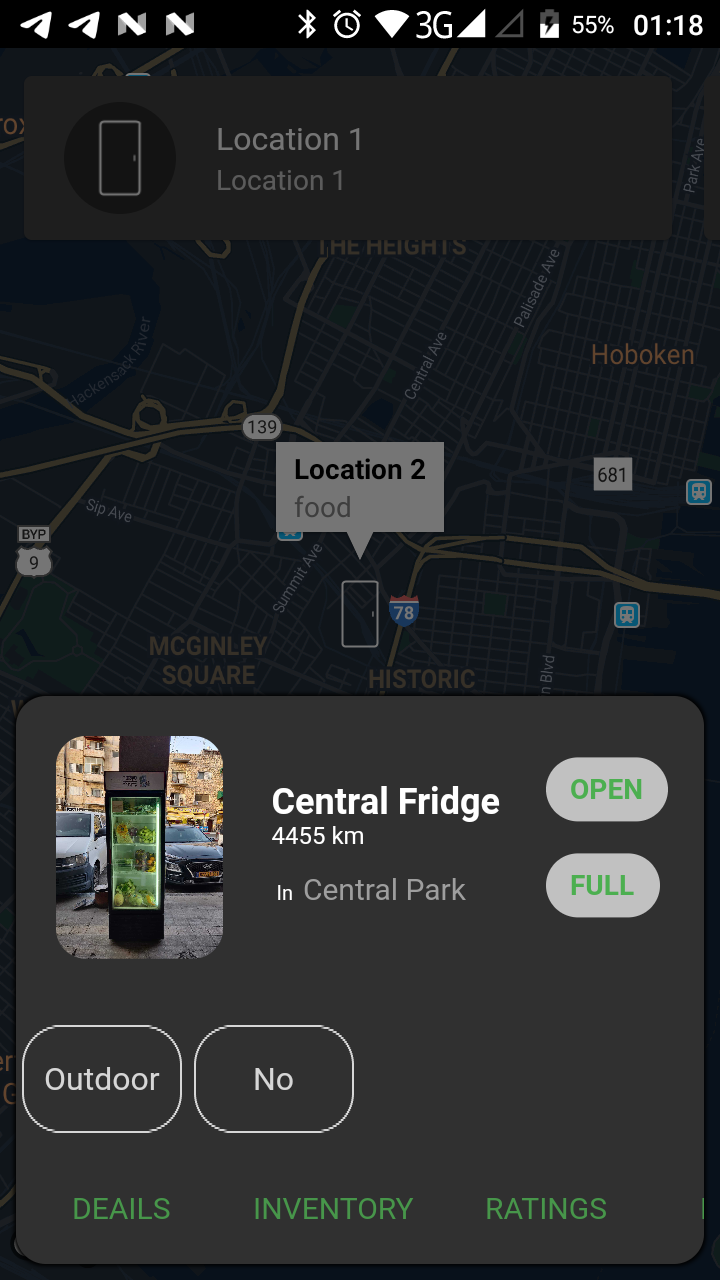 3G 55% 01:18
Location 1
Location 1
Park Ave
THE HEIGHTS
Palisade Ave
Hackensack River
Central Ave
Hoboken
139
Location 2
food
681
Sip Ave
BYP
9
Summit Ave
78
MCGINLEY
SQUARE
HISTORIC
n Blvd
Central Fridge
4455 km
In Central Park
OPEN
FULL
Outdoor
No
DEAILS
INVENTORY
RATINGS